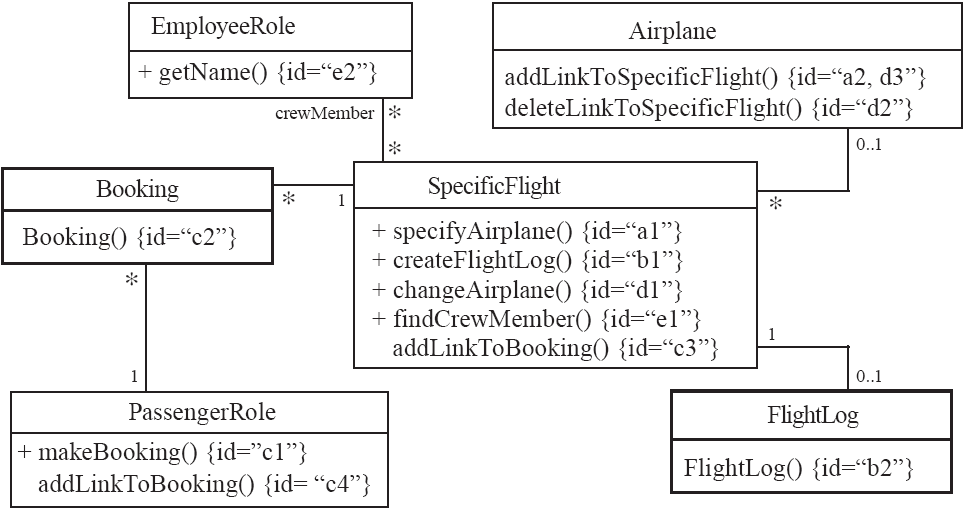 EmployeeRole
+ getName() {id=“e2”}
crewMember
*
*
Airplane
addLinkToSpecificFlight() {id=“a2, d3”}
deleteLinkToSpecificFlight() {id=“d2”}
0..1
*
Booking
Booking() {id=“c2”}
*
1
*
1
SpecificFlight
+ specifyAirplane() {id=“a1”}
+ createFlightLog() {id=“b1”}
+ changeAirplane() {id=“d1”}
+ findCrewMember() {id=“e1”}
addLinkToBooking() {id=“c3”}
1
0..1
PassengerRole
+ makeBooking() {id=”c1”}
addLinkToBooking() {id= “c4”}
FlightLog
FlightLog() {id=“b2”}